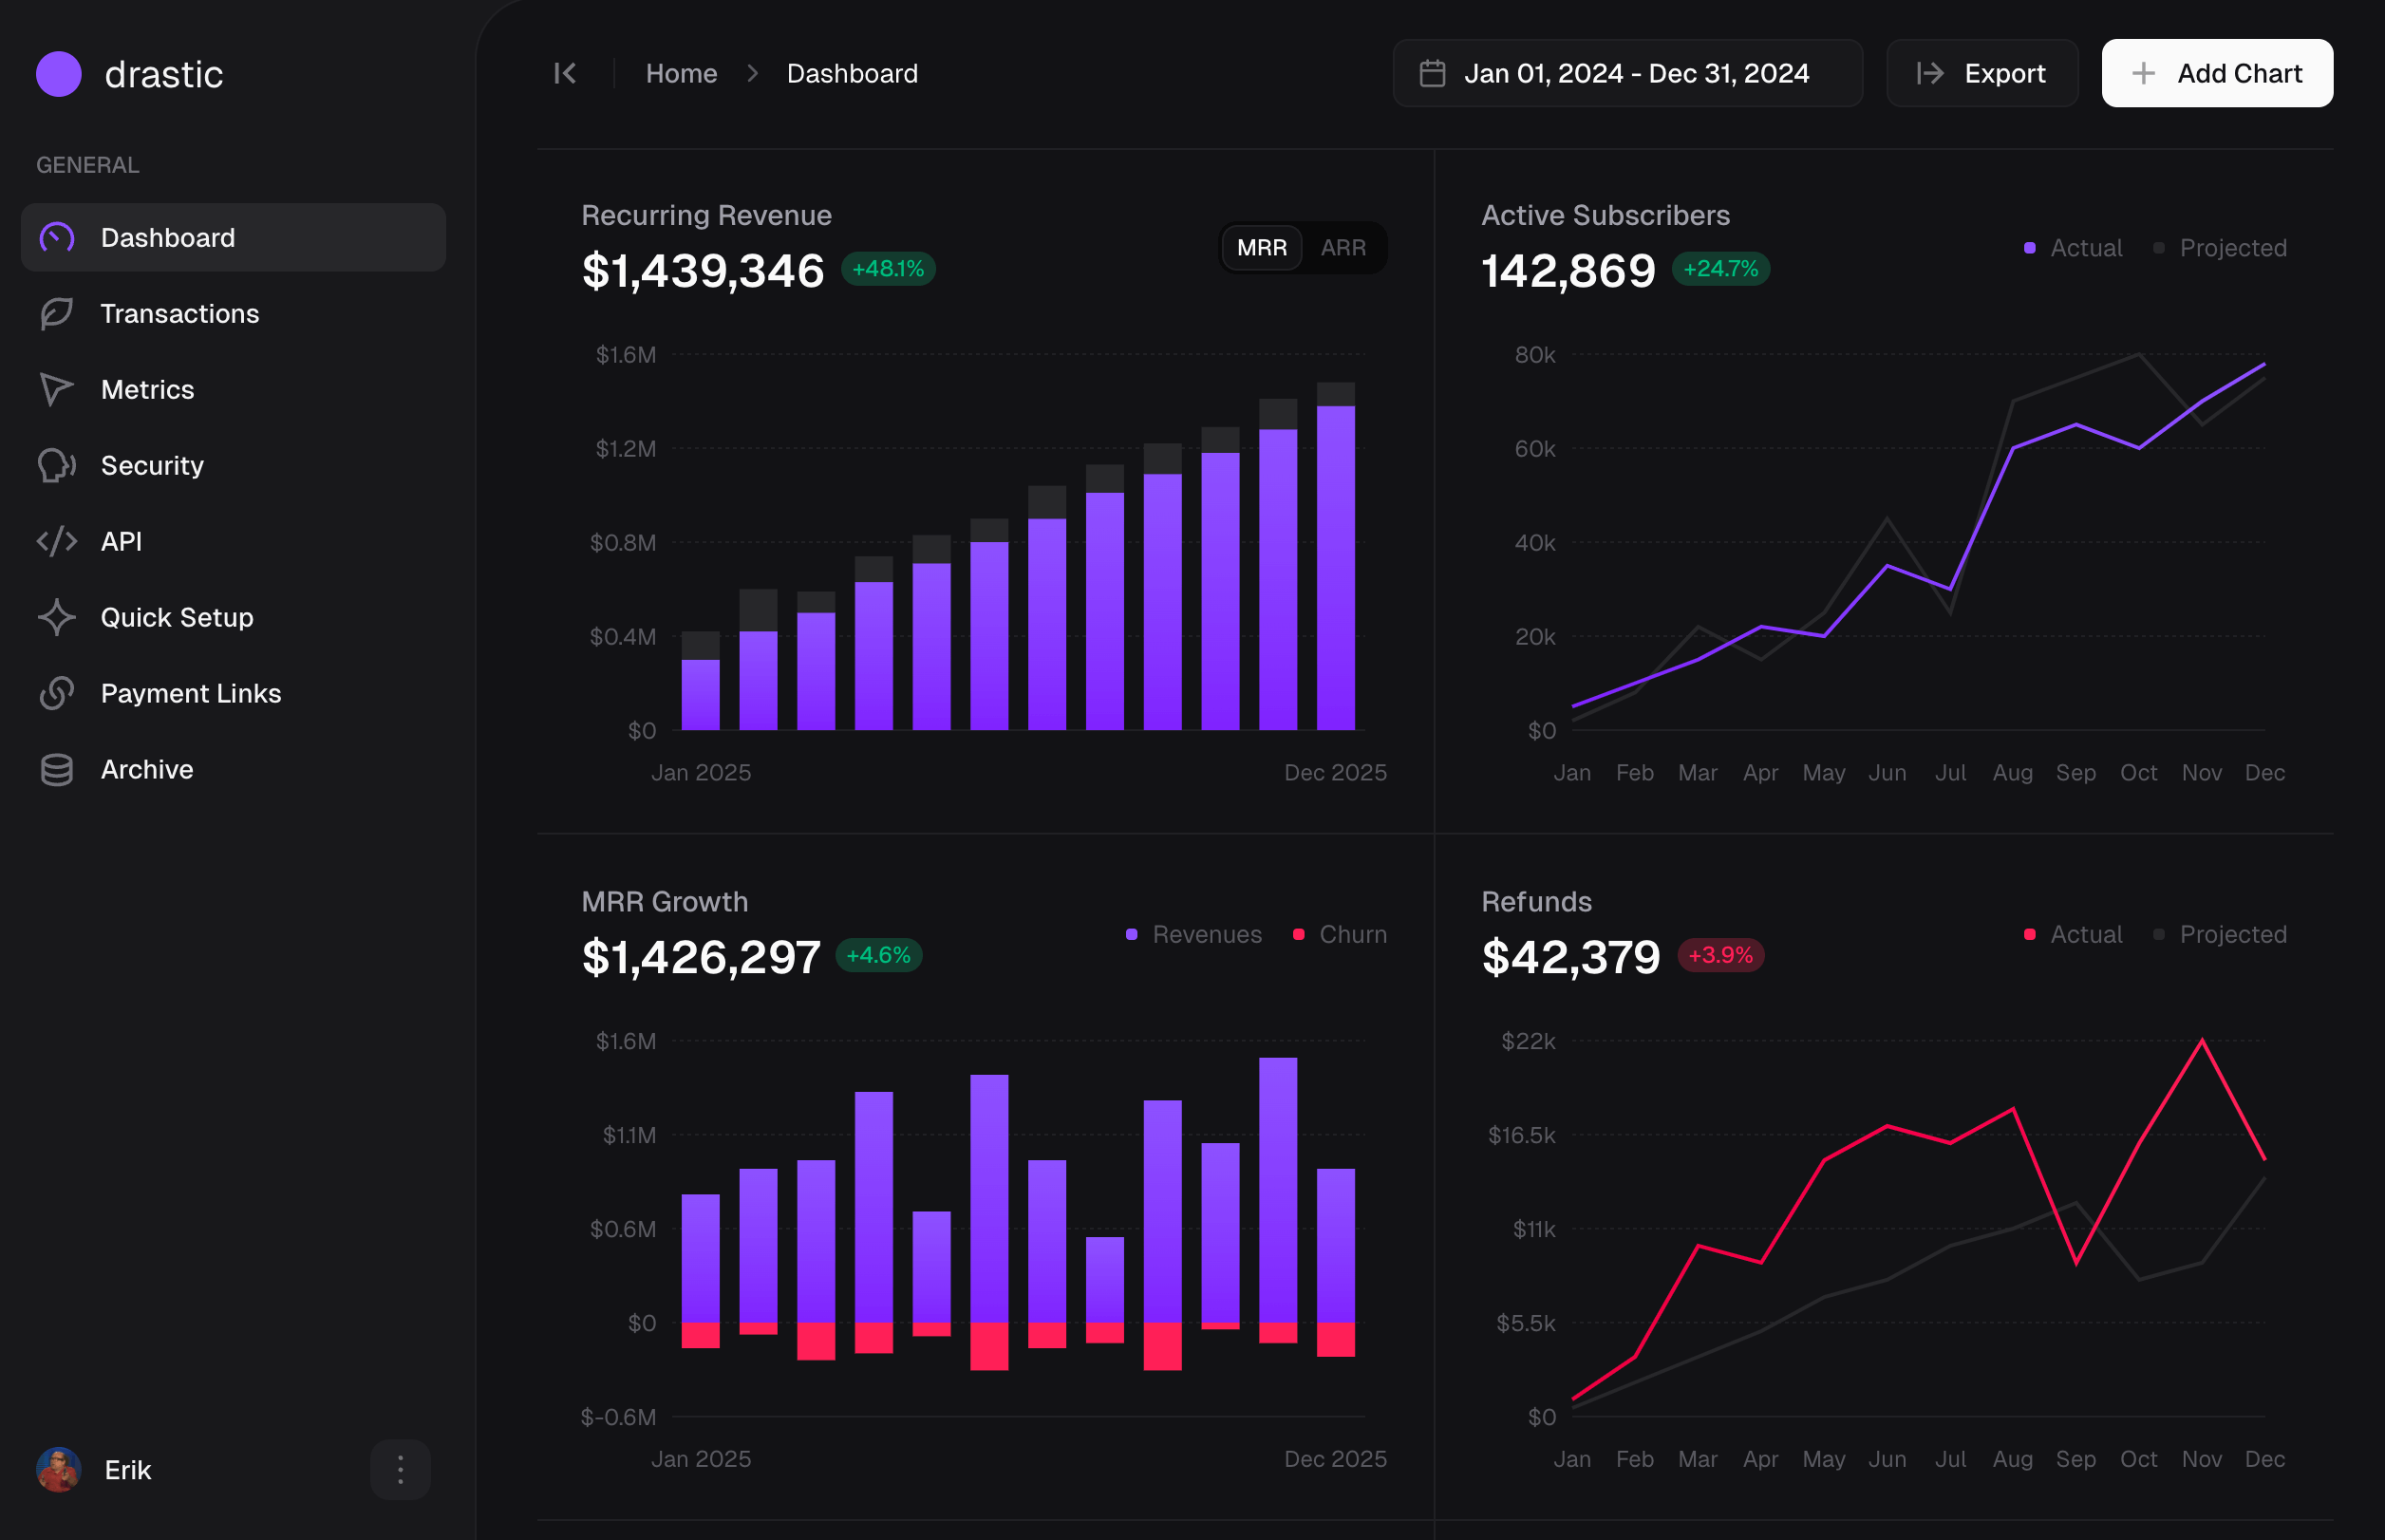 drastic
GENERAL
Dashboard
Transactions
Metrics
Security
API
Quick Setup
Payment Links
Archive
Erik
Home
Dashboard
Jan 01, 2024 - Dec 31, 2024
Export
Add Chart
Recurring Revenue
$1,439,346 +48.1%
MRR ARR
$1.6M
$1.2M
$0.8M
$0.4M
$0
Jan 2025 Dec 2025
Active Subscribers
142,869 +24.7%
Actual Projected
80k
60k
40k
20k
$0
Jan Feb Mar Apr May Jun Jul Aug Sep Oct Nov Dec
MRR Growth
$1,426,297 +4.6%
Revenues Churn
$1.6M
$1.1M
$0.6M
$0
$-0.6M
Jan 2025 Dec 2025
Refunds
$42,379 +3.9%
Actual Projected
$22k
$16.5k
$11k
$5.5k
$0
Jan Feb Mar Apr May Jun Jul Aug Sep Oct Nov Dec